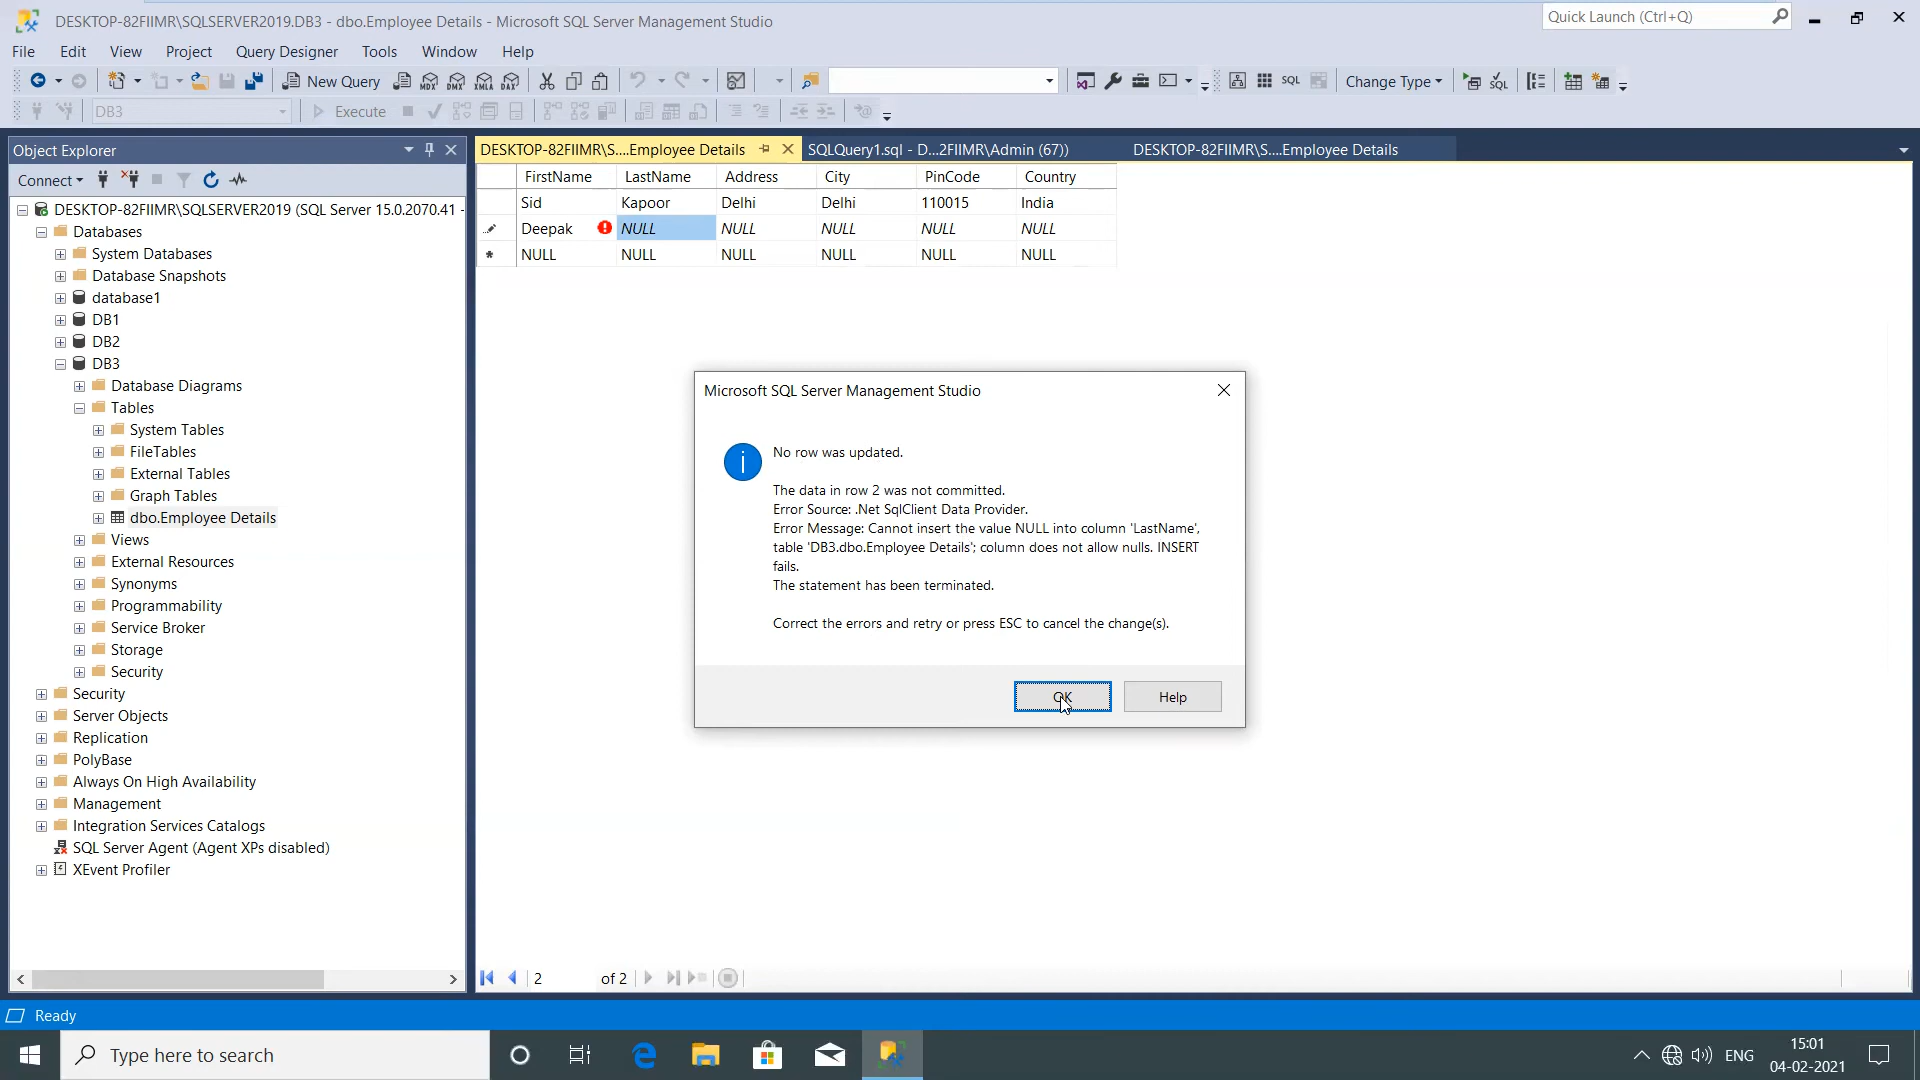 DESKTOP-82FIIMR\SQLSERVER2019.DB3 - dbo.Employee Details - Microsoft SQL Server Management Studio
Quick Launch (Ctrl+Q)
File Edit View Project Query Designer Tools Window Help
New Query MDX DMX XMLA DAX SQL Change Type SQL
DB3 Execute
Object Explorer
DESKTOP-82FIIMR\S....Employee Details
SQLQuery1.sql - D...2FIIMR\Admin (67))
DESKTOP-82FIIMR\S....Employee Details
Connect
DESKTOP-82FIIMR\SQLSERVER2019 (SQL Server 15.0.2070.41 -
Databases
System Databases
Database Snapshots
database1
DB1
DB2
DB3
Database Diagrams
Tables
System Tables
FileTables
External Tables
Graph Tables
dbo.Employee Details
Views
External Resources
Synonyms
Programmability
Service Broker
Storage
Security
Security
Server Objects
Replication
PolyBase
Always On High Availability
Management
Integration Services Catalogs
SQL Server Agent (Agent XPs disabled)
XEvent Profiler
FirstName LastName Address City PinCode Country
Sid Kapoor Delhi Delhi 110015 India
Deepak NULL NULL NULL NULL NULL
NULL NULL NULL NULL NULL NULL
Microsoft SQL Server Management Studio
No row was updated.
The data in row 2 was not committed.
Error Source: .Net SqlClient Data Provider.
Error Message: Cannot insert the value NULL into column 'LastName',
table 'DB3.dbo.Employee Details'; column does not allow nulls. INSERT
fails.
The statement has been terminated.
Correct the errors and retry or press ESC to cancel the change(s).
OK Help
2 of 2
Ready
Type here to search
ENG
15:01
04-02-2021